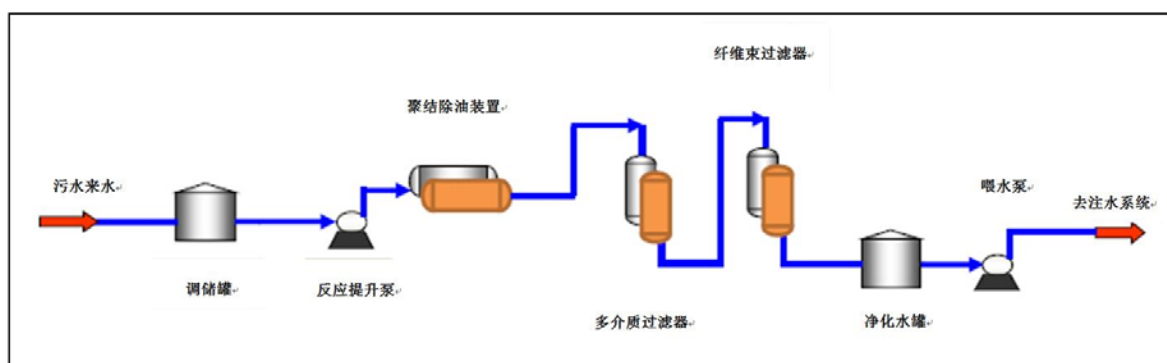 纤维束过滤器
聚结除油装置
污水来水
喂水泵
去注水系统
调储罐
反应提升泵
多介质过滤器
净化水罐